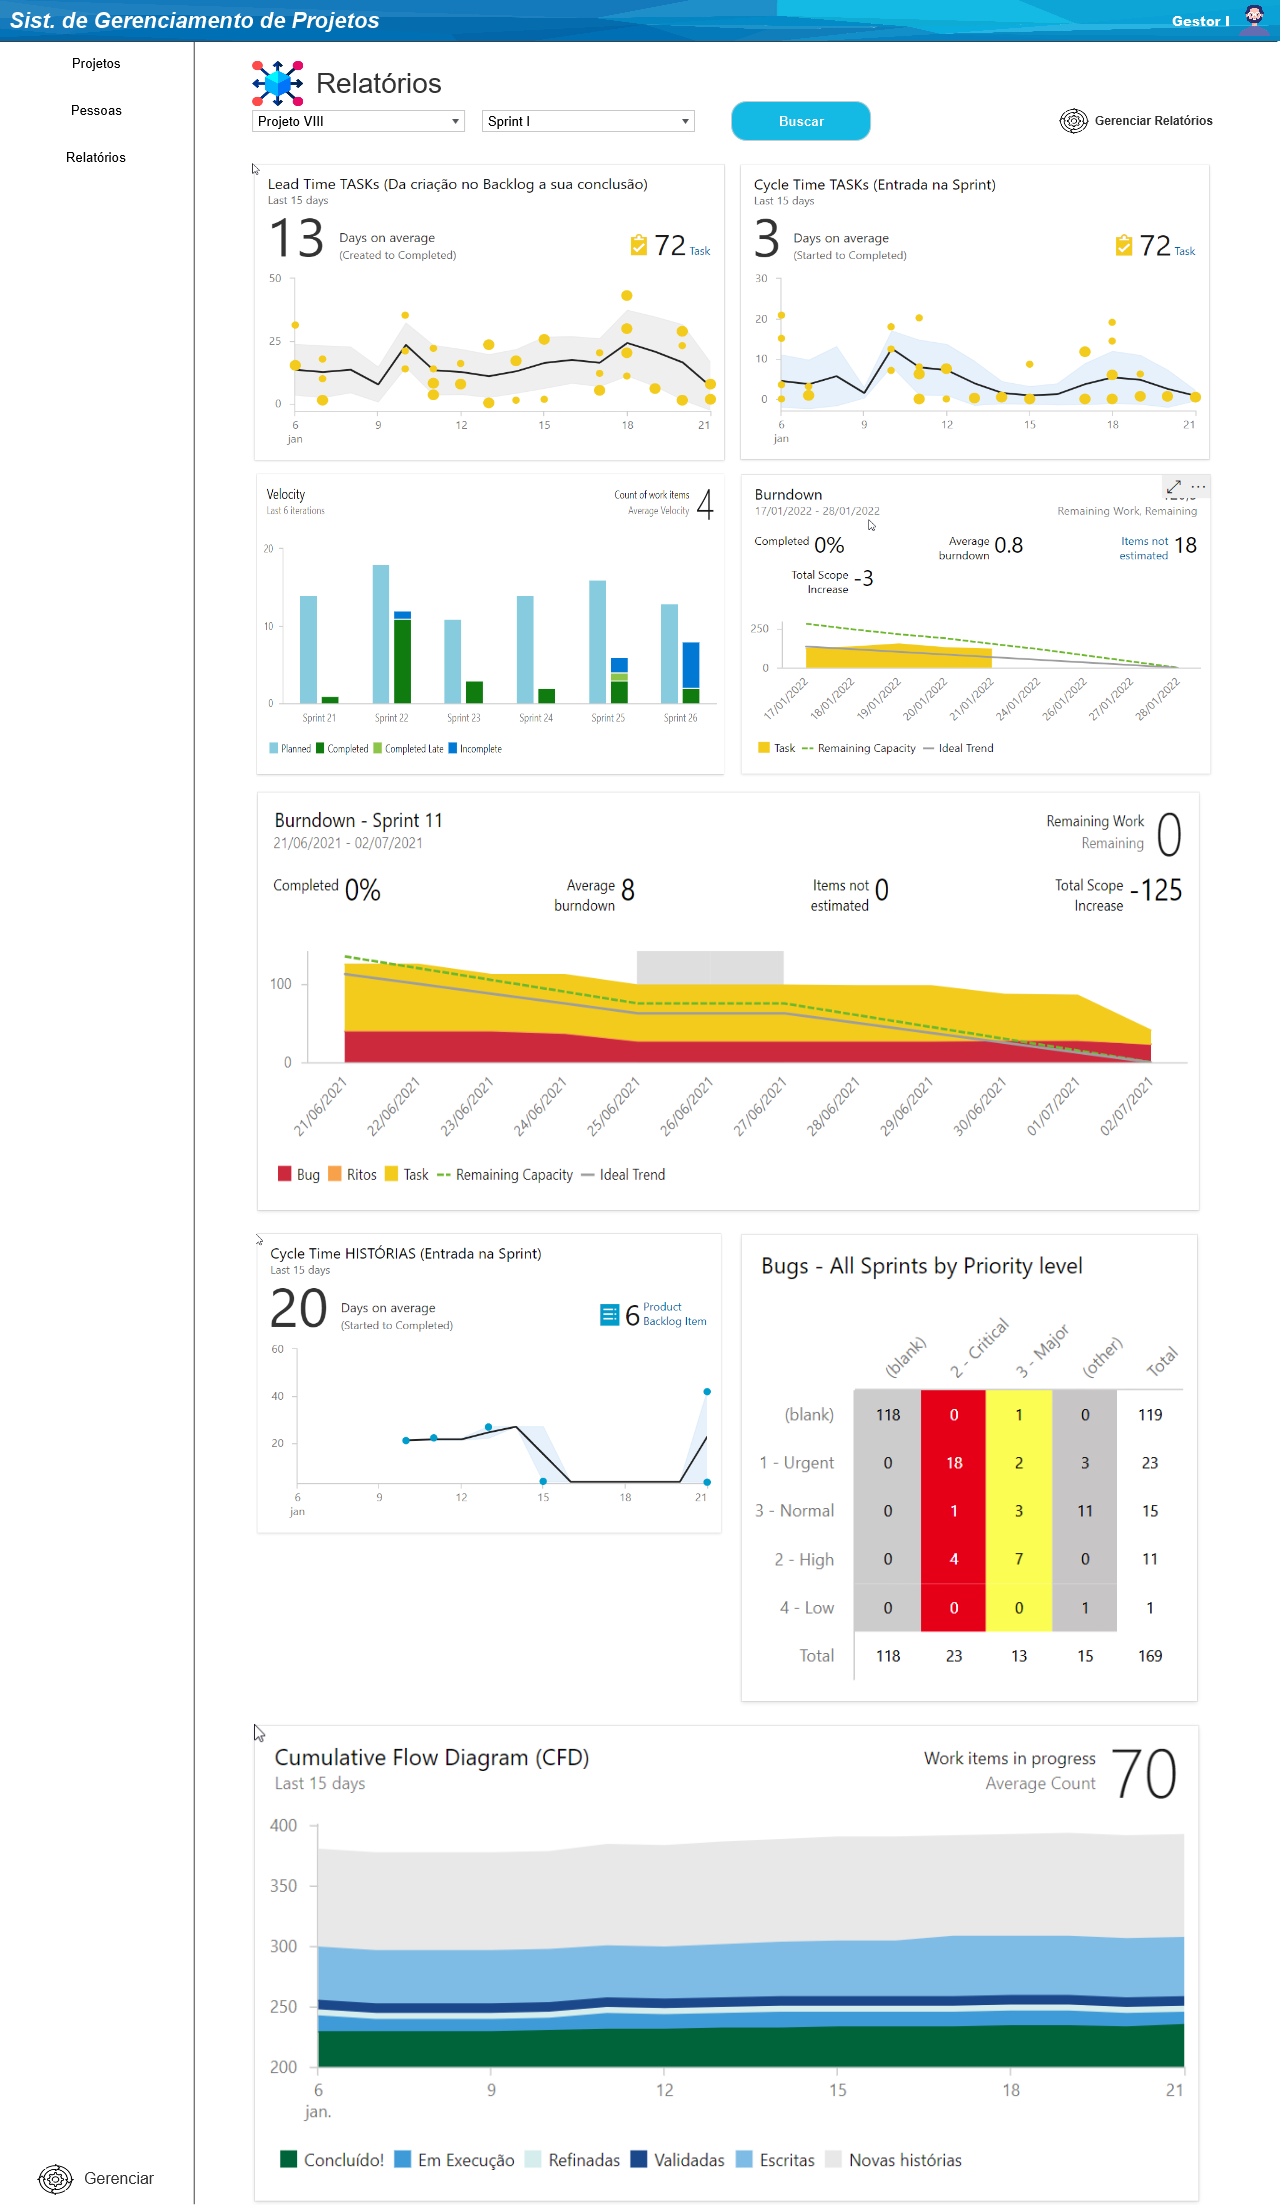 Sist. de Gerenciamento de Projetos
Gestor I
Projetos
Pessoas
Relatórios
Relatórios
Projeto VIII
Sprint I
Buscar
Gerenciar Relatórios
Lead Time TASKs (Da criação no Backlog a sua conclusão)
Last 15 days
13 Days on average
(Created to Completed)
72 Task
50
25
0
6 9 12 15 18 21
jan
Cycle Time TASKs (Entrada na Sprint)
Last 15 days
3 Days on average
(Started to Completed)
72 Task
30
20
10
0
6 9 12 15 18 21
jan
Velocity
Last 6 iterations
Count of work items
Average Velocity
4
20
10
0
Sprint 21 Sprint 22 Sprint 23 Sprint 24 Sprint 25 Sprint 26
Planned Completed Completed Late Incomplete
Burndown
17/01/2022 - 28/01/2022
Remaining Work, Remaining
Completed 0%
Average burndown 0.8
Items not estimated 18
Total Scope Increase -3
250
0
17/01/2022 18/01/2022 19/01/2022 20/01/2022 21/01/2022 24/01/2022 26/01/2022 27/01/2022 28/01/2022
Task Remaining Capacity Ideal Trend
Burndown - Sprint 11
21/06/2021 - 02/07/2021
Remaining Work
Remaining
0
Completed 0%
Average burndown 8
Items not estimated 0
Total Scope Increase -125
100
0
21/06/2021 22/06/2021 23/06/2021 24/06/2021 25/06/2021 26/06/2021 27/06/2021 28/06/2021 29/06/2021 30/06/2021 01/07/2021 02/07/2021
Bug Ritos Task Remaining Capacity Ideal Trend
Cycle Time HISTÓRIAS (Entrada na Sprint)
Last 15 days
20 Days on average
(Started to Completed)
6 Product Backlog Item
60
40
20
6 9 12 15 18 21
jan
Bugs - All Sprints by Priority level
(blank) 2 - Critical 3 - Major (other) Total
(blank) 118 0 1 0 119
1 - Urgent 0 18 2 3 23
3 - Normal 0 1 3 11 15
2 - High 0 4 7 0 11
4 - Low 0 0 0 1 1
Total 118 23 13 15 169
Cumulative Flow Diagram (CFD)
Last 15 days
Work items in progress
Average Count
70
400
350
300
250
200
6 9 12 15 18 21
jan.
Concluído! Em Execução Refinadas Validadas Escritas Novas histórias
Gerenciar